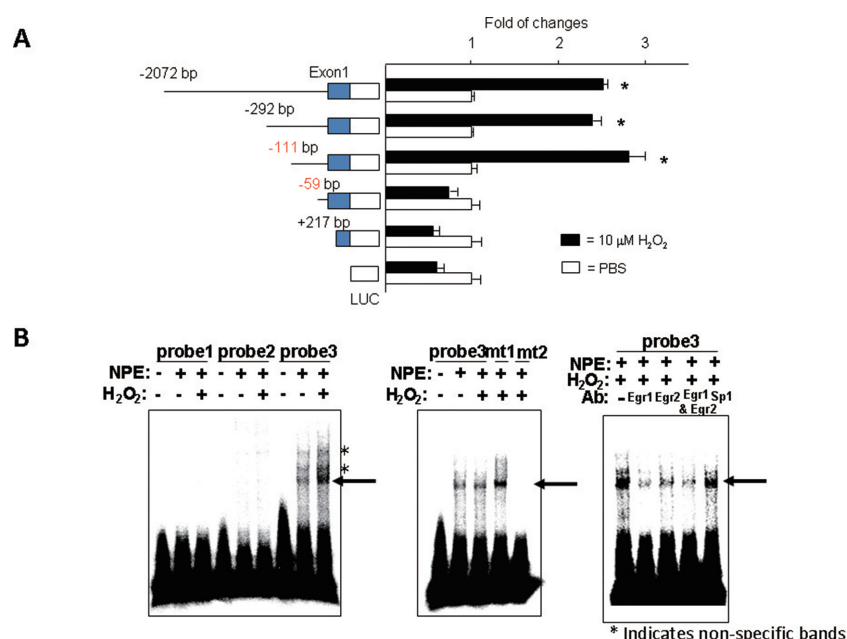 A
Fold of changes
1 2 3
-2072 bp
Exon1
*
-292 bp
*
-111 bp
*
-59 bp
+217 bp
= 10 µM H₂O₂
= PBS
LUC
B
probe1 probe2 probe3
NPE: - + + - + + - + +
H₂O₂: - - + - - + - - +
*
*
probe3 mt1 mt2
NPE: - + + + +
H₂O₂: - - + + +
probe3
NPE: + + + + +
H₂O₂: + + + + +
Ab: - Egr1 Egr2 Egr1 & Egr2 Sp1
* Indicates non-specific bands